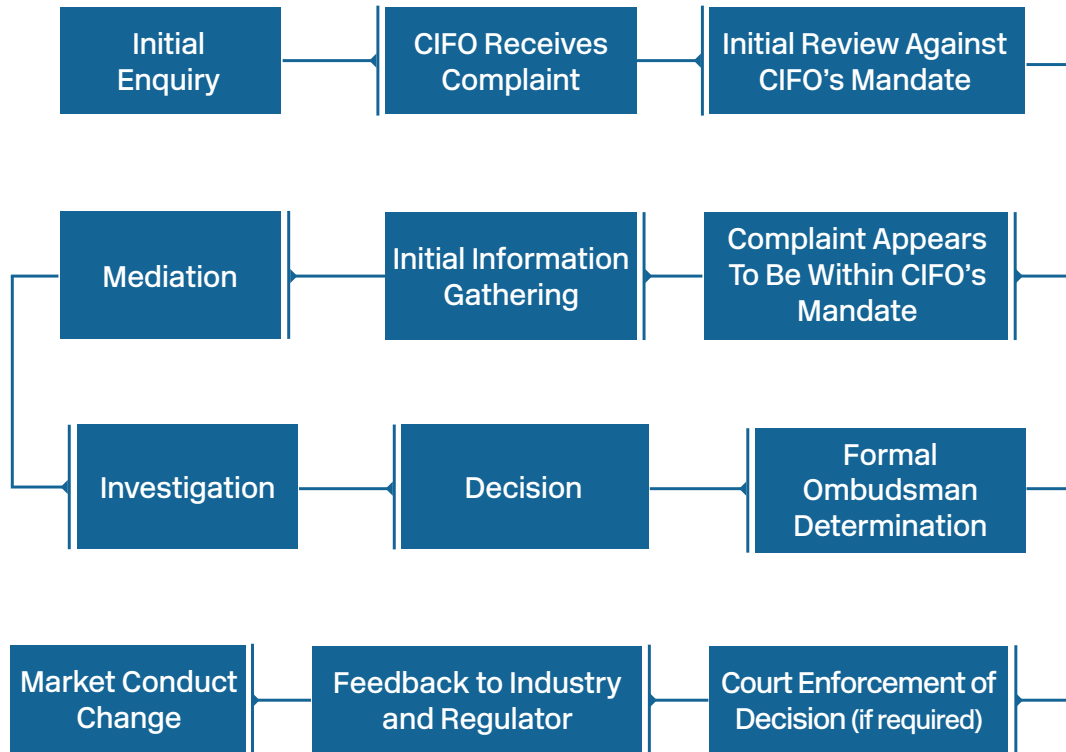 Initial
Enquiry
CIFO Receives
Complaint
Initial Review Against
CIFO's Mandate
Complaint Appears
To Be Within CIFO's
Mandate
Initial Information
Gathering
Mediation
Investigation
Decision
Formal
Ombudsman
Determination
Court Enforcement of
Decision (if required)
Feedback to Industry
and Regulator
Market Conduct
Change